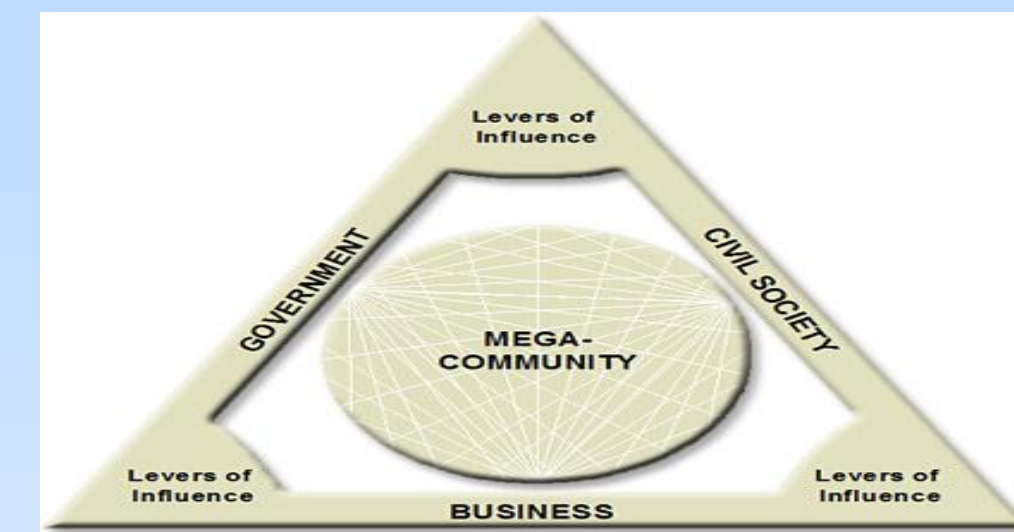 Levers of
Influence
GOVERNMENT
CIVIL SOCIETY
MEGA-
COMMUNITY
Levers of
Influence
Levers of
Influence
BUSINESS